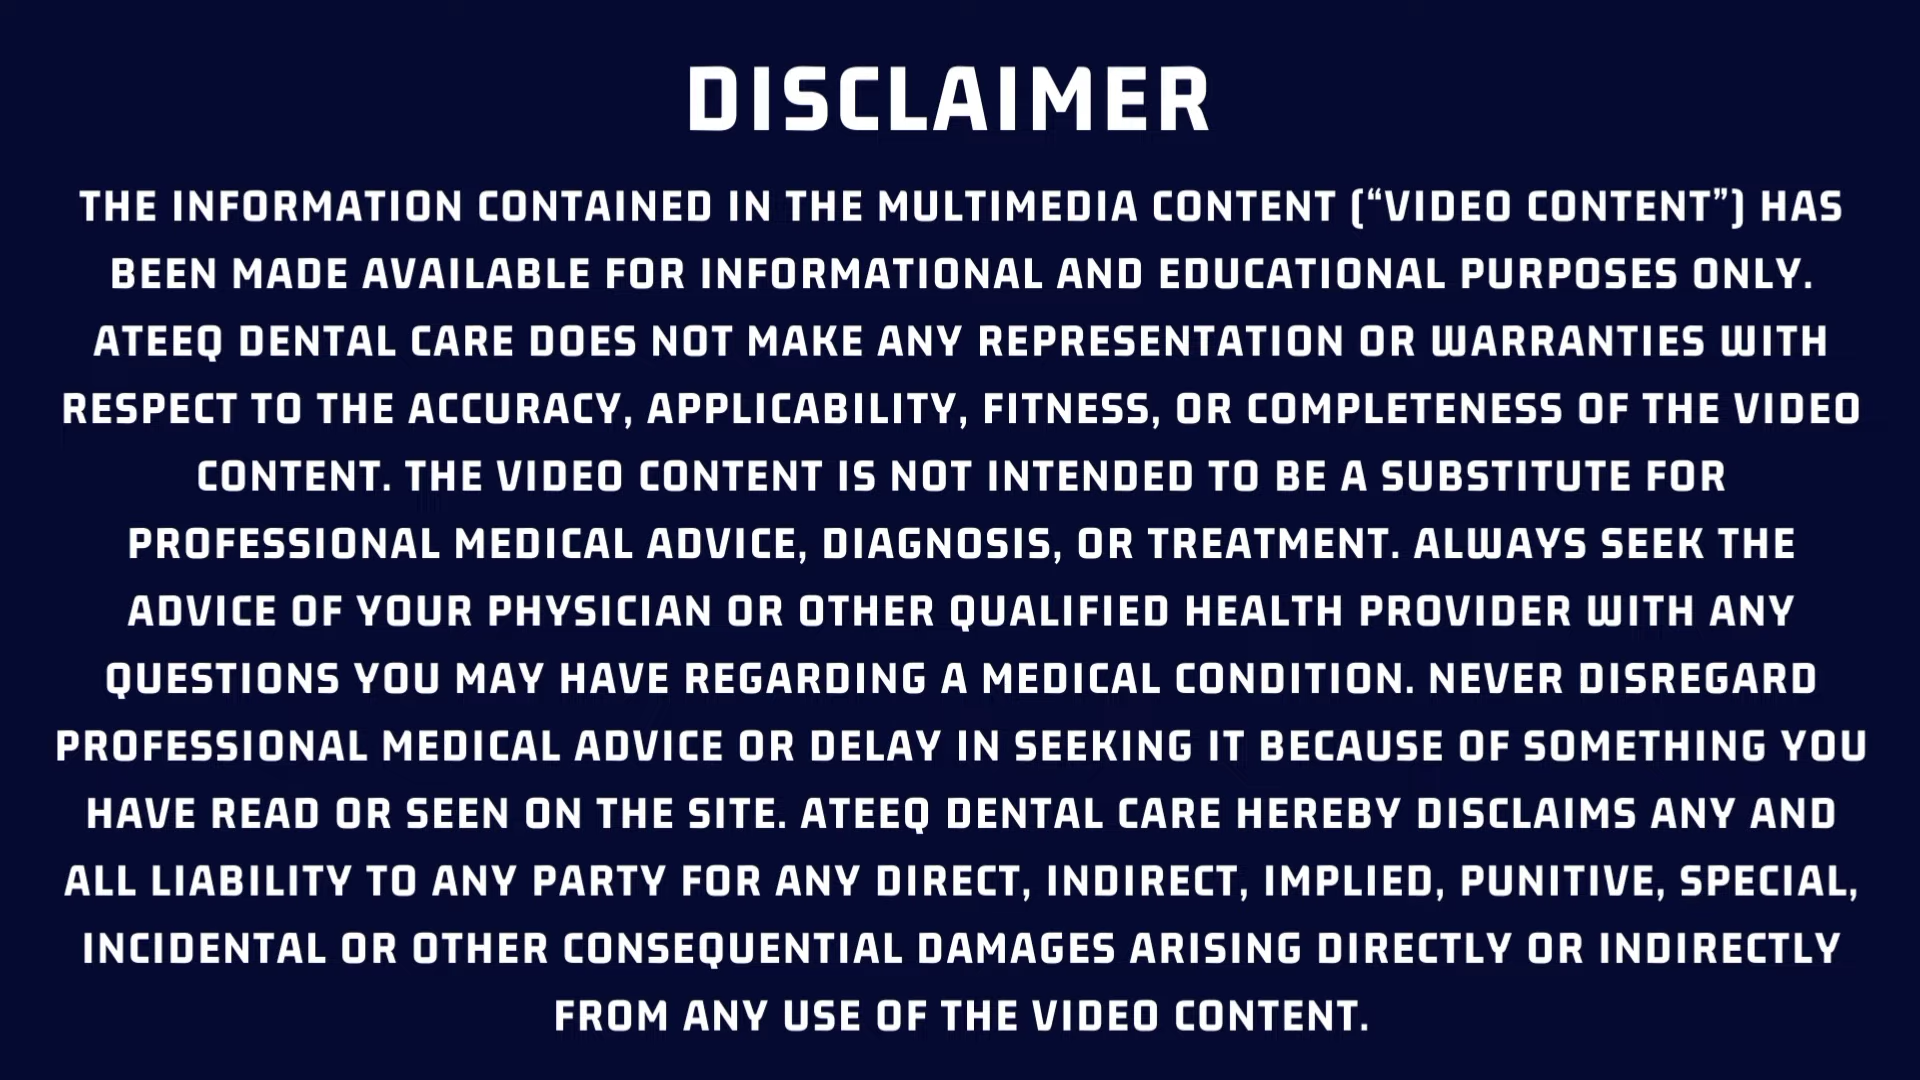 DISCLAIMER
THE INFORMATION CONTAINED IN THE MULTIMEDIA CONTENT (“VIDEO CONTENT”) HAS
BEEN MADE AVAILABLE FOR INFORMATIONAL AND EDUCATIONAL PURPOSES ONLY.
ATEEQ DENTAL CARE DOES NOT MAKE ANY REPRESENTATION OR WARRANTIES WITH
RESPECT TO THE ACCURACY, APPLICABILITY, FITNESS, OR COMPLETENESS OF THE VIDEO
CONTENT. THE VIDEO CONTENT IS NOT INTENDED TO BE A SUBSTITUTE FOR
PROFESSIONAL MEDICAL ADVICE, DIAGNOSIS, OR TREATMENT. ALWAYS SEEK THE
ADVICE OF YOUR PHYSICIAN OR OTHER QUALIFIED HEALTH PROVIDER WITH ANY
QUESTIONS YOU MAY HAVE REGARDING A MEDICAL CONDITION. NEVER DISREGARD
PROFESSIONAL MEDICAL ADVICE OR DELAY IN SEEKING IT BECAUSE OF SOMETHING YOU
HAVE READ OR SEEN ON THE SITE. ATEEQ DENTAL CARE HEREBY DISCLAIMS ANY AND
ALL LIABILITY TO ANY PARTY FOR ANY DIRECT, INDIRECT, IMPLIED, PUNITIVE, SPECIAL,
INCIDENTAL OR OTHER CONSEQUENTIAL DAMAGES ARISING DIRECTLY OR INDIRECTLY
FROM ANY USE OF THE VIDEO CONTENT.